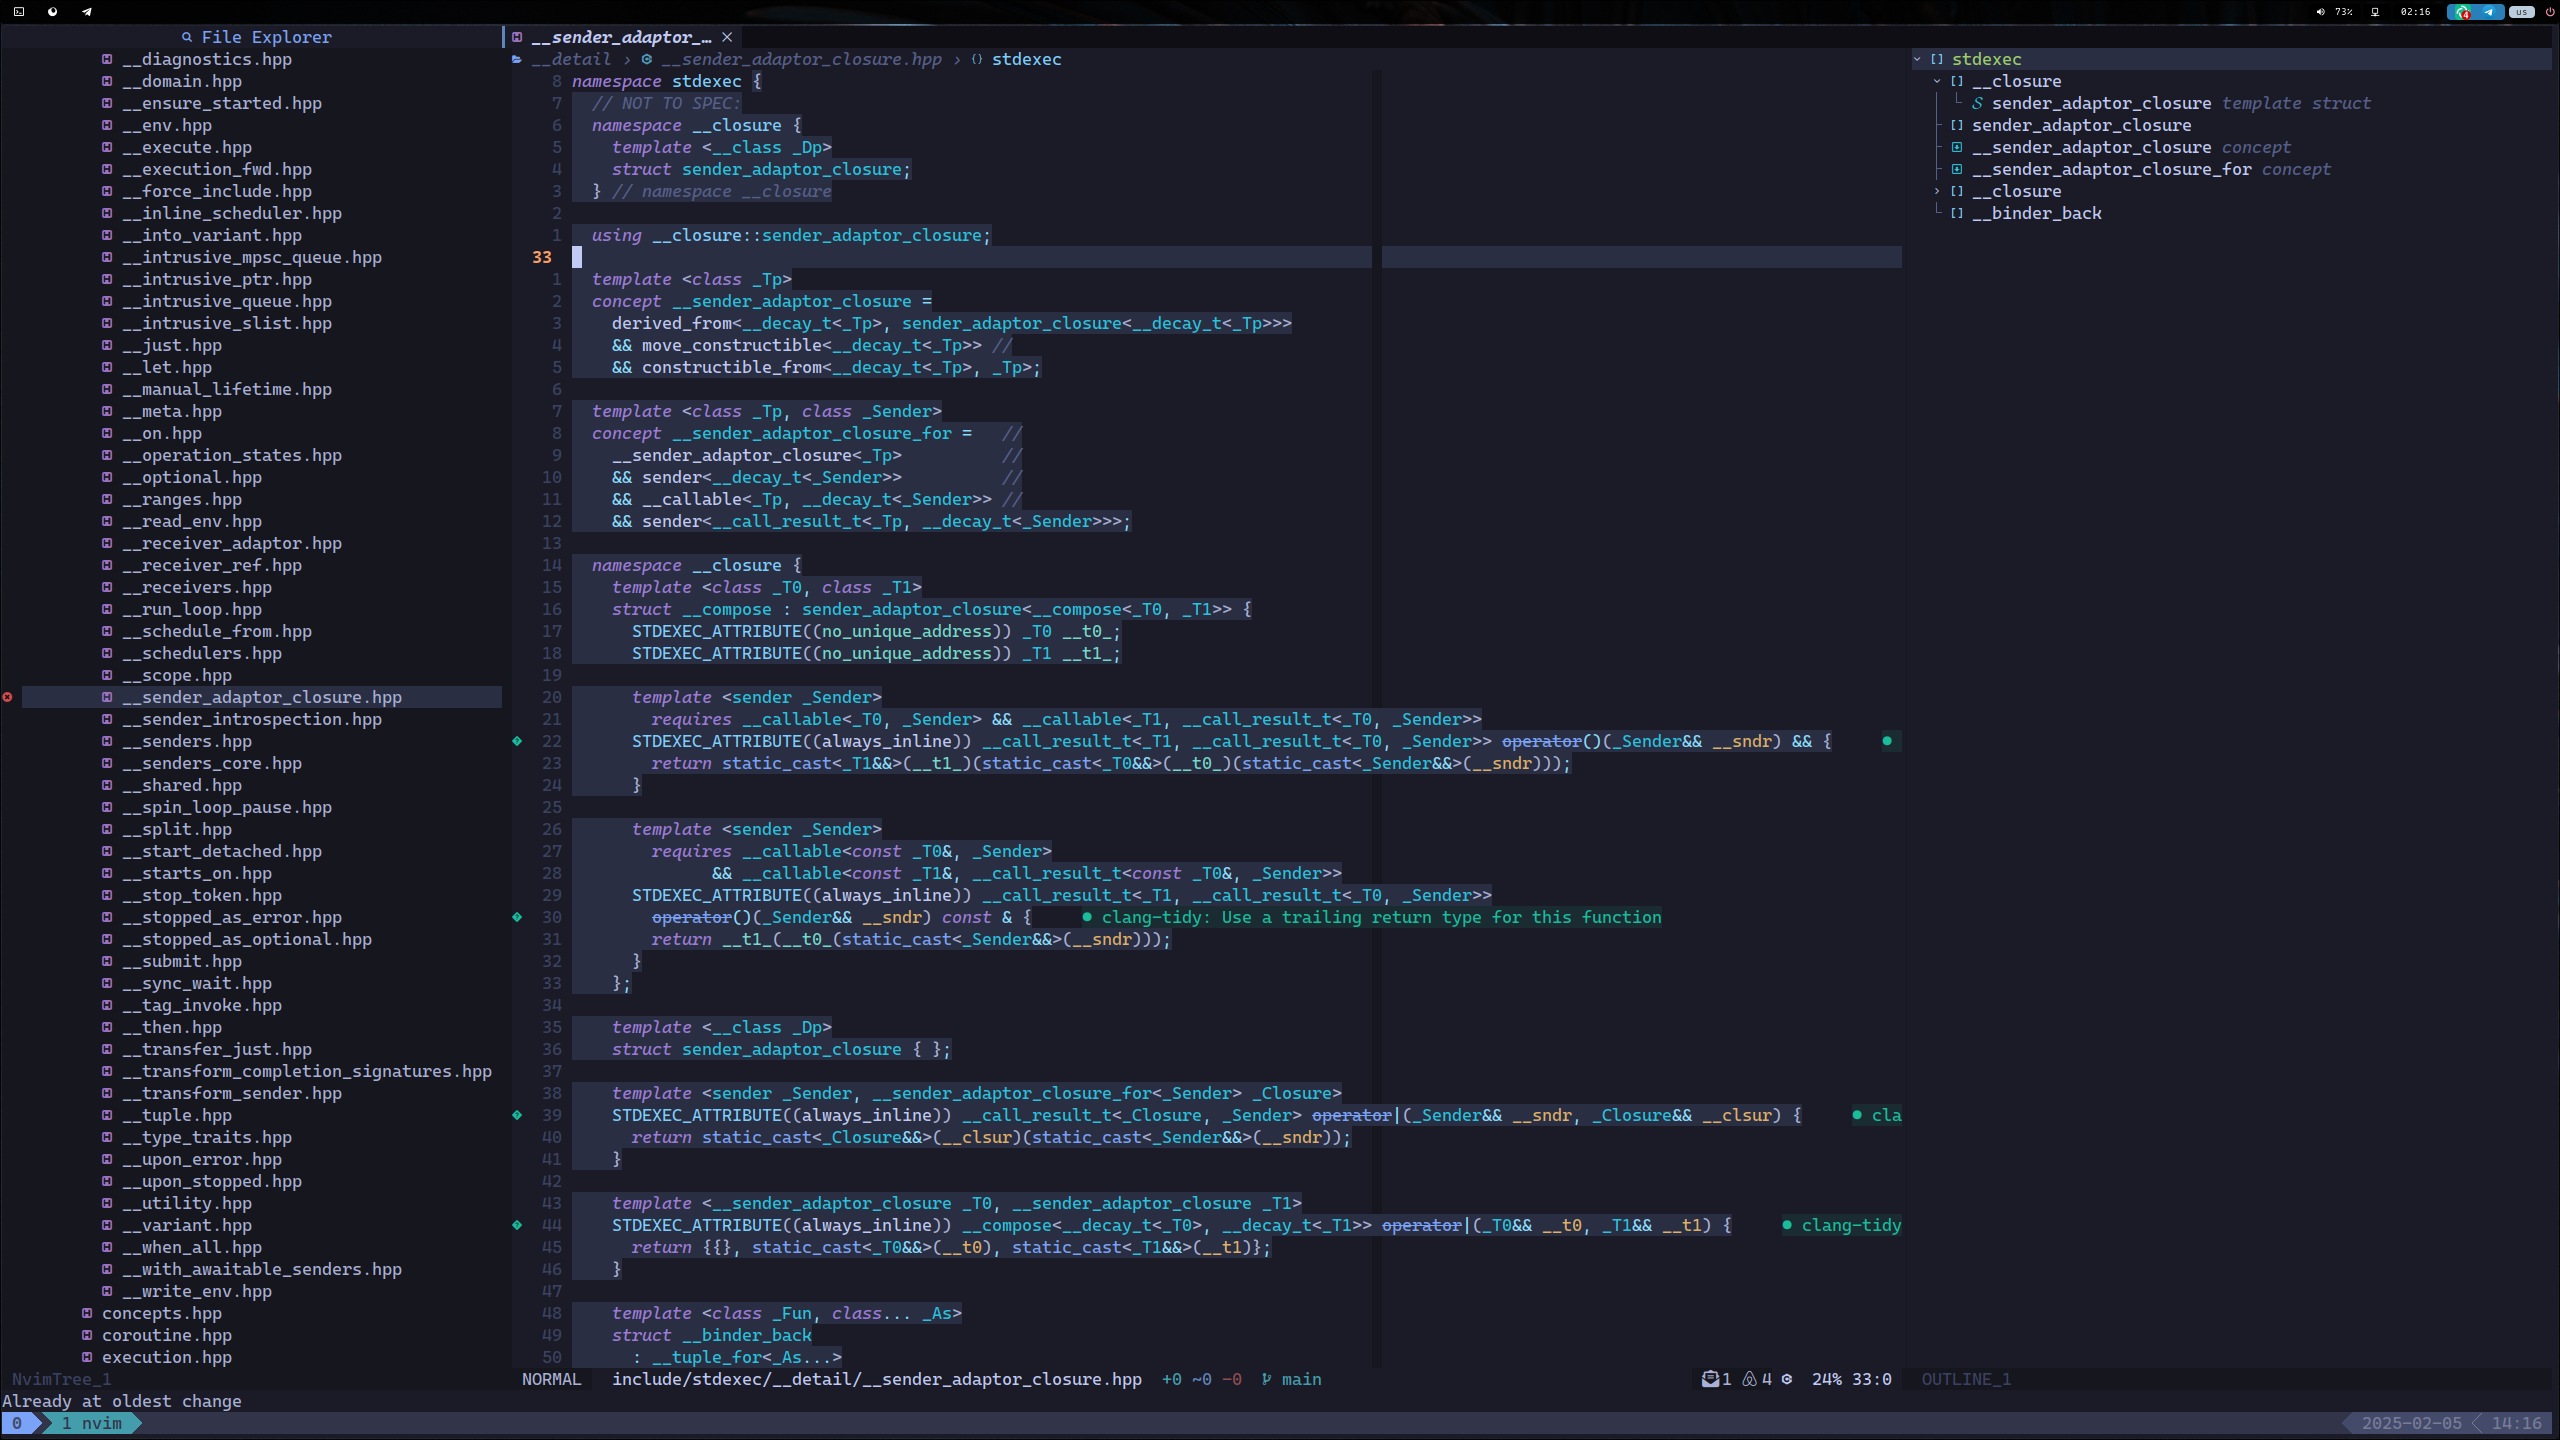 73% 02:16 4 us
File Explorer
__diagnostics.hpp
__domain.hpp
__ensure_started.hpp
__env.hpp
__execute.hpp
__execution_fwd.hpp
__force_include.hpp
__inline_scheduler.hpp
__into_variant.hpp
__intrusive_mpsc_queue.hpp
__intrusive_ptr.hpp
__intrusive_queue.hpp
__intrusive_slist.hpp
__just.hpp
__let.hpp
__manual_lifetime.hpp
__meta.hpp
__on.hpp
__operation_states.hpp
__optional.hpp
__ranges.hpp
__read_env.hpp
__receiver_adaptor.hpp
__receiver_ref.hpp
__receivers.hpp
__run_loop.hpp
__schedule_from.hpp
__schedulers.hpp
__scope.hpp
__sender_adaptor_closure.hpp
__sender_introspection.hpp
__senders.hpp
__senders_core.hpp
__shared.hpp
__spin_loop_pause.hpp
__split.hpp
__start_detached.hpp
__starts_on.hpp
__stop_token.hpp
__stopped_as_error.hpp
__stopped_as_optional.hpp
__submit.hpp
__sync_wait.hpp
__tag_invoke.hpp
__then.hpp
__transfer_just.hpp
__transform_completion_signatures.hpp
__transform_sender.hpp
__tuple.hpp
__type_traits.hpp
__upon_error.hpp
__upon_stopped.hpp
__utility.hpp
__variant.hpp
__when_all.hpp
__with_awaitable_senders.hpp
__write_env.hpp
concepts.hpp
coroutine.hpp
execution.hpp
NvimTree_1
__sender_adaptor_… ×
__detail › __sender_adaptor_closure.hpp › {} stdexec
8 namespace stdexec {
7   // NOT TO SPEC:
6   namespace __closure {
5     template <__class _Dp>
4     struct sender_adaptor_closure;
3   } // namespace __closure
2
1   using __closure::sender_adaptor_closure;
33
1   template <class _Tp>
2   concept __sender_adaptor_closure =
3     derived_from<__decay_t<_Tp>, sender_adaptor_closure<__decay_t<_Tp>>>
4     && move_constructible<__decay_t<_Tp>> //
5     && constructible_from<__decay_t<_Tp>, _Tp>;
6
7   template <class _Tp, class _Sender>
8   concept __sender_adaptor_closure_for =   //
9     __sender_adaptor_closure<_Tp>          //
10     && sender<__decay_t<_Sender>>          //
11     && __callable<_Tp, __decay_t<_Sender>> //
12     && sender<__call_result_t<_Tp, __decay_t<_Sender>>>;
13
14   namespace __closure {
15     template <class _T0, class _T1>
16     struct __compose : sender_adaptor_closure<__compose<_T0, _T1>> {
17       STDEXEC_ATTRIBUTE((no_unique_address)) _T0 __t0_;
18       STDEXEC_ATTRIBUTE((no_unique_address)) _T1 __t1_;
19
20       template <sender _Sender>
21         requires __callable<_T0, _Sender> && __callable<_T1, __call_result_t<_T0, _Sender>>
22       STDEXEC_ATTRIBUTE((always_inline)) __call_result_t<_T1, __call_result_t<_T0, _Sender>> operator()(_Sender&& __sndr) && {     ●
23         return static_cast<_T1&&>(__t1_)(static_cast<_T0&&>(__t0_)(static_cast<_Sender&&>(__sndr)));
24       }
25
26       template <sender _Sender>
27         requires __callable<const _T0&, _Sender>
28               && __callable<const _T1&, __call_result_t<const _T0&, _Sender>>
29       STDEXEC_ATTRIBUTE((always_inline)) __call_result_t<_T1, __call_result_t<_T0, _Sender>>
30         operator()(_Sender&& __sndr) const & {     ● clang-tidy: Use a trailing return type for this function
31         return __t1_(__t0_(static_cast<_Sender&&>(__sndr)));
32       }
33     };
34
35     template <__class _Dp>
36     struct sender_adaptor_closure { };
37
38     template <sender _Sender, __sender_adaptor_closure_for<_Sender> _Closure>
39     STDEXEC_ATTRIBUTE((always_inline)) __call_result_t<_Closure, _Sender> operator|(_Sender&& __sndr, _Closure&& __clsur) {     ● cla
40       return static_cast<_Closure&&>(__clsur)(static_cast<_Sender&&>(__sndr));
41     }
42
43     template <__sender_adaptor_closure _T0, __sender_adaptor_closure _T1>
44     STDEXEC_ATTRIBUTE((always_inline)) __compose<__decay_t<_T0>, __decay_t<_T1>> operator|(_T0&& __t0, _T1&& __t1) {     ● clang-tidy
45       return {{}, static_cast<_T0&&>(__t0), static_cast<_T1&&>(__t1)};
46     }
47
48     template <class _Fun, class... _As>
49     struct __binder_back
50       : __tuple_for<_As...>
NORMAL include/stdexec/__detail/__sender_adaptor_closure.hpp +0 ~0 -0 main 1 4 24% 33:0
stdexec
__closure
sender_adaptor_closure template struct
sender_adaptor_closure
__sender_adaptor_closure concept
__sender_adaptor_closure_for concept
__closure
__binder_back
OUTLINE_1
Already at oldest change
0 1 nvim 2025-02-05 14:16